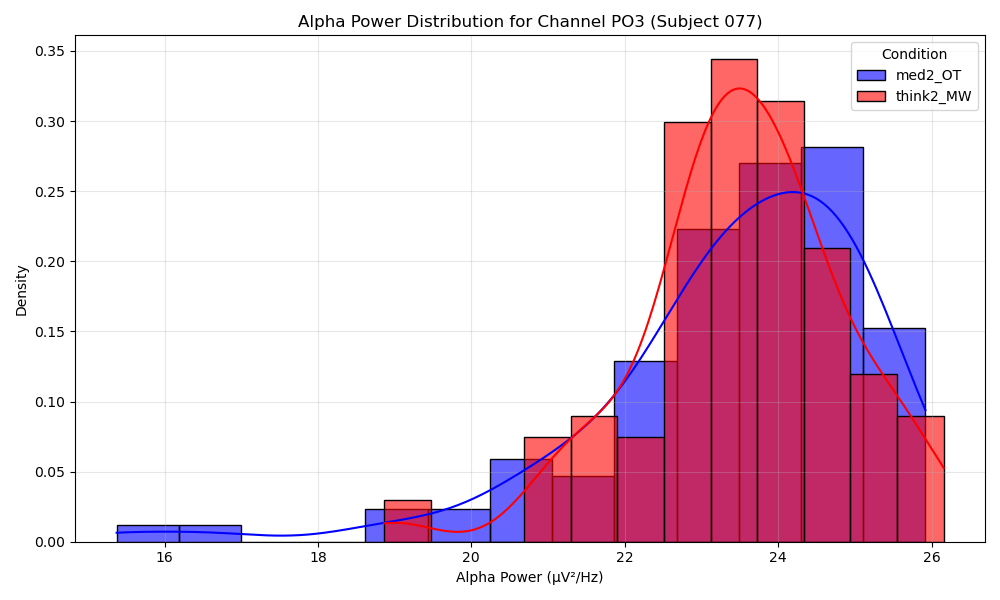 Alpha Power Distribution for Channel PO3 (Subject 077)
Condition
med2_OT
think2_MW
0.35
0.30
0.25
0.20
0.15
0.10
0.05
0.00
Density
16 18 20 22 24 26
Alpha Power (µV²/Hz)